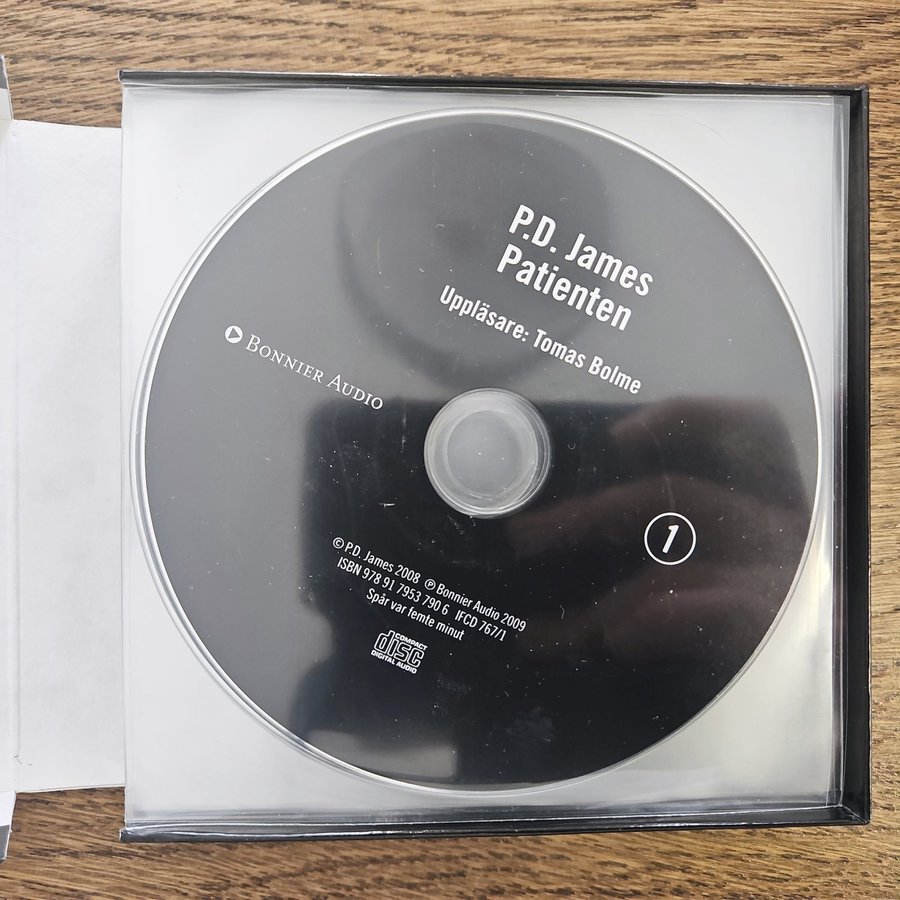 P.D. James
Patienten
Uppläsare: Tomas Bolme
BONNIER AUDIO
1
© P.D. James 2008 ℗ Bonnier Audio 2009
ISBN 978 91 7953 790 6 IFCD 767/1
Spår var femte minut
COMPACT
disc
DIGITAL AUDIO